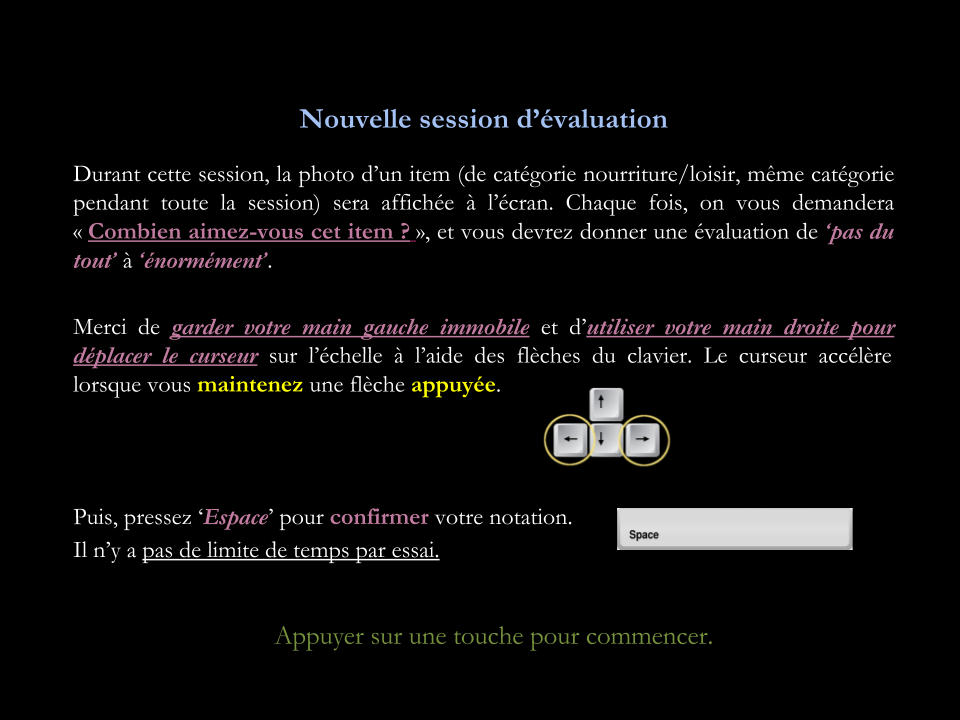 Nouvelle session d’évaluation
Durant cette session, la photo d’un item (de catégorie nourriture/loisir, même catégorie
pendant toute la session) sera affichée à l’écran. Chaque fois, on vous demandera
« Combien aimez-vous cet item ? », et vous devrez donner une évaluation de ‘pas du
tout’ à ‘énormément’.
Merci de garder votre main gauche immobile et d’utiliser votre main droite pour
déplacer le curseur sur l’échelle à l’aide des flèches du clavier. Le curseur accélère
lorsque vous maintenez une flèche appuyée.
↑
← ↓ →
Puis, pressez ‘Espace’ pour confirmer votre notation.
Space
Il n’y a pas de limite de temps par essai.
Appuyer sur une touche pour commencer.